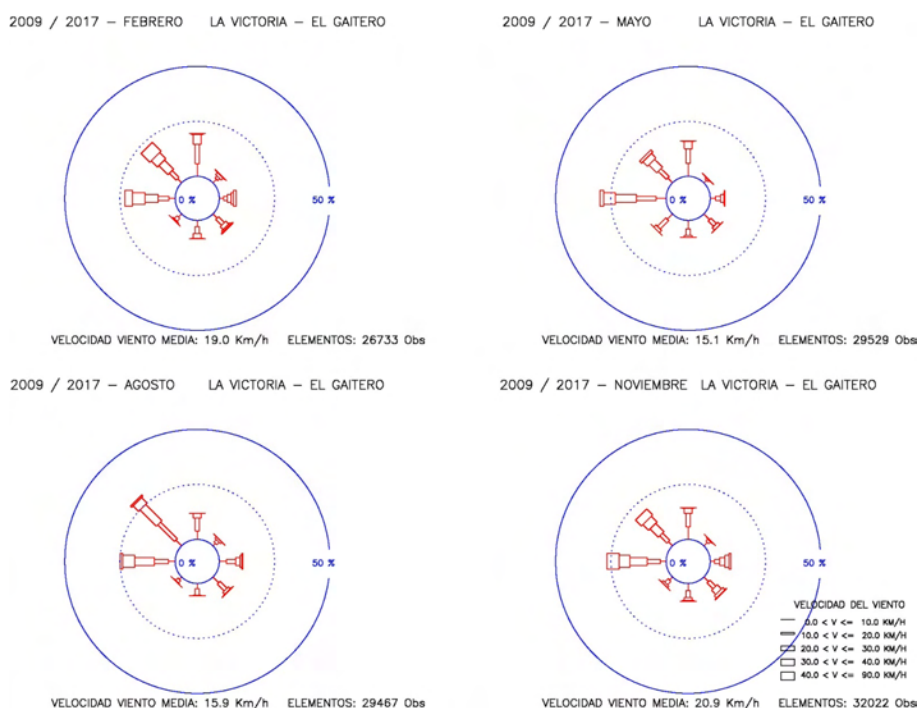 2009 / 2017 – FEBRERO LA VICTORIA – EL GAITERO
0 %
50 %
VELOCIDAD VIENTO MEDIA: 19.0 Km/h ELEMENTOS: 26733 Obs
2009 / 2017 – MAYO LA VICTORIA – EL GAITERO
0 %
50 %
VELOCIDAD VIENTO MEDIA: 15.1 Km/h ELEMENTOS: 29529 Obs
2009 / 2017 – AGOSTO LA VICTORIA – EL GAITERO
0 %
50 %
VELOCIDAD VIENTO MEDIA: 15.9 Km/h ELEMENTOS: 29467 Obs
2009 / 2017 – NOVIEMBRE LA VICTORIA – EL GAITERO
0 %
50 %
VELOCIDAD DEL VIENTO
0.0 < V <= 10.0 KM/H
10.0 < V <= 20.0 KM/H
20.0 < V <= 30.0 KM/H
30.0 < V <= 40.0 KM/H
40.0 < V <= 90.0 KM/H
VELOCIDAD VIENTO MEDIA: 20.9 Km/h ELEMENTOS: 32022 Obs